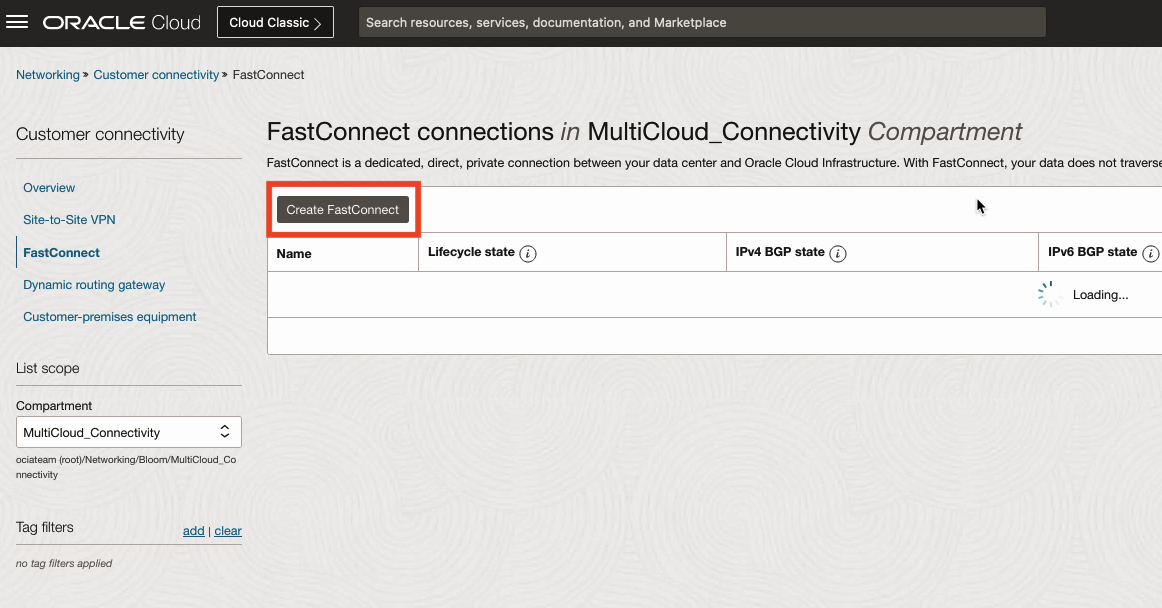 ORACLE Cloud
Cloud Classic
Search resources, services, documentation, and Marketplace
Networking » Customer connectivity » FastConnect
Customer connectivity
Overview
Site-to-Site VPN
FastConnect
Dynamic routing gateway
Customer-premises equipment
List scope
Compartment
MultiCloud_Connectivity
ociateam (root)/Networking/Bloom/MultiCloud_Co
nnectivity
Tag filters
add | clear
no tag filters applied
FastConnect connections in MultiCloud_Connectivity Compartment
FastConnect is a dedicated, direct, private connection between your data center and Oracle Cloud Infrastructure. With FastConnect, your data does not traverse
Create FastConnect
Name Lifecycle state i IPv4 BGP state i IPv6 BGP state i
Loading...